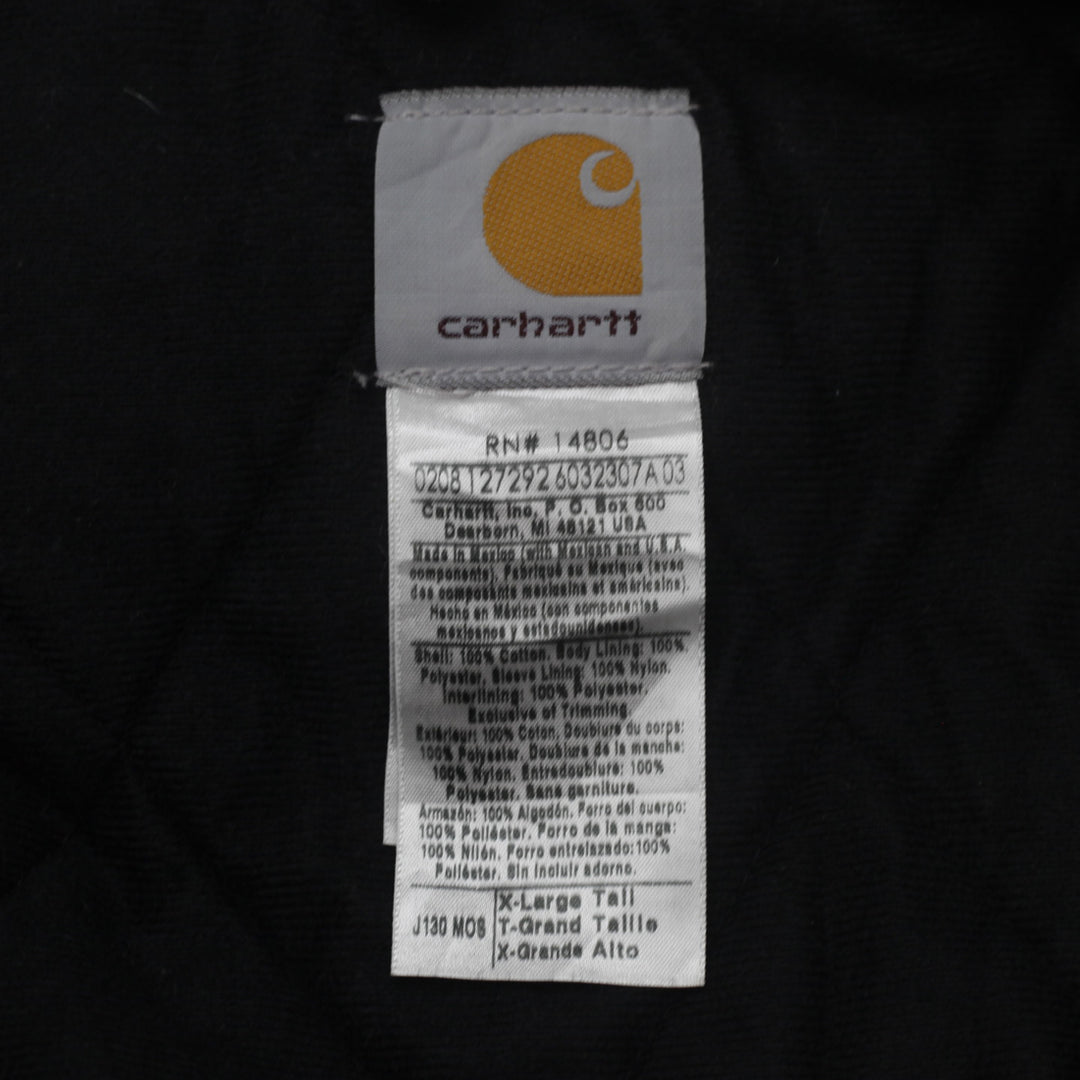 carhartt
RN# 14806
0208 1272926032307A 03
Carhartt, Inc, P. O. Box 600
Dearborn, MI 48121 USA
Made in Mexico (with Mexican and U.S.A.
components). Fabriqué au Mexique (avec
des composants mexicains et américains).
Hecho en México (con componentes
mexicanos y estadounidenses).
Shell: 100% Cotton. Body Lining: 100%
Polyester. Sleeve Lining: 100% Nylon.
Interlining: 100% Polyester.
Exclusive of Trimming.
Extérieur: 100% Coton. Doublure du corps:
100% Polyester. Doublure de la manche:
100% Nylon. Entredoublure: 100%
Polyester. Sans garniture.
Armazón: 100% Algodón. Forro del cuerpo:
100% Poliéster. Forro de la manga:
100% Nilón. Forro entrelazado:100%
Poliéster. Sin incluir adorno.
J130 MOS
X-Large Tall
T-Grand Taille
X-Grande Alto